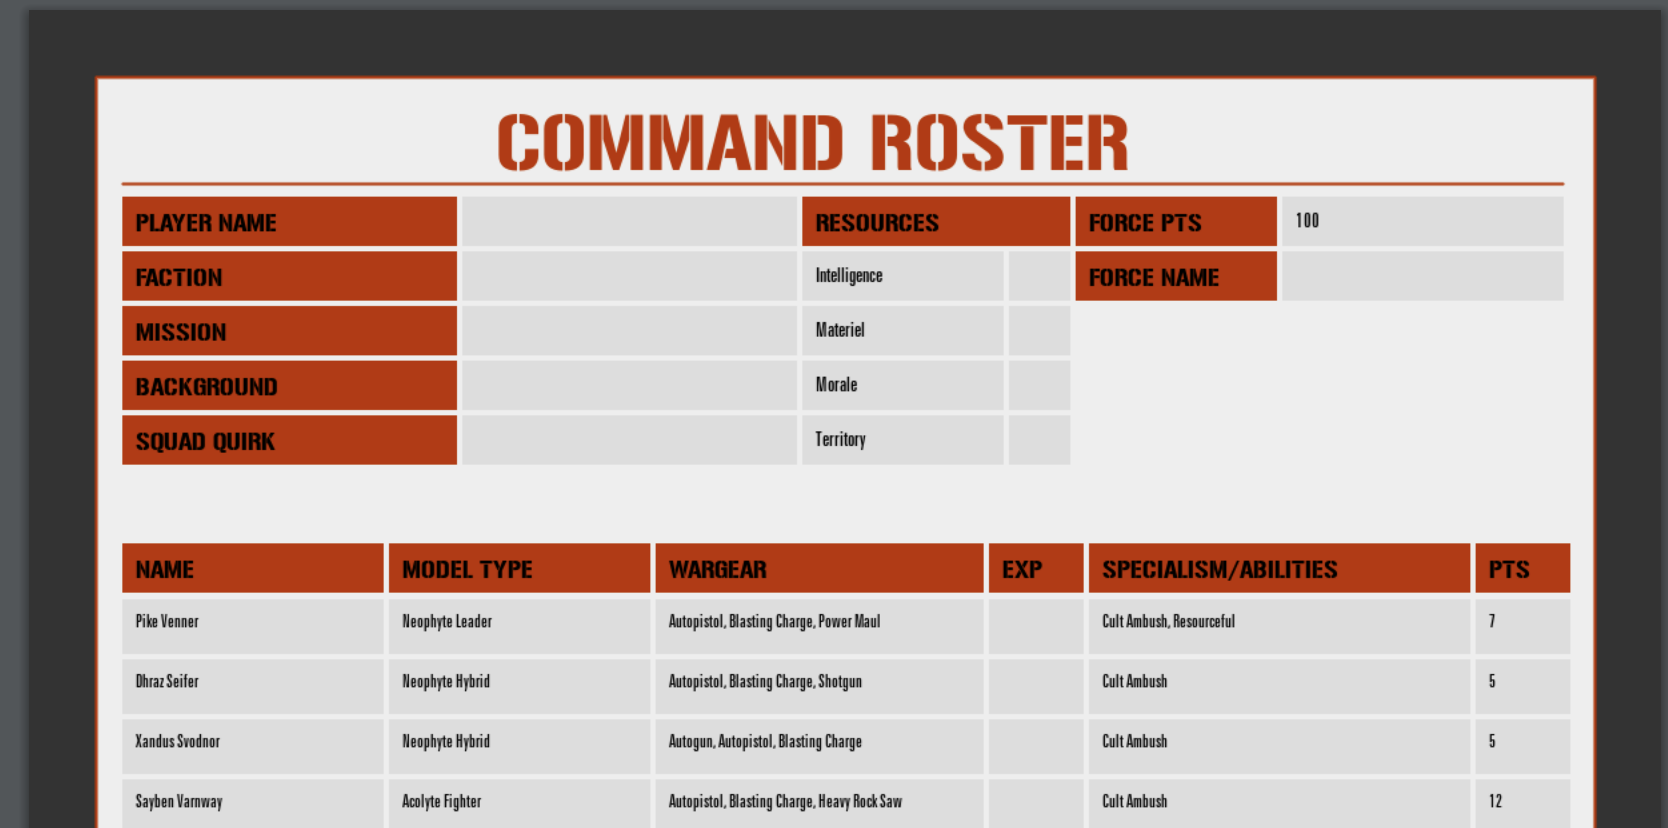 COMMAND ROSTER
PLAYER NAME RESOURCES FORCE PTS 100
FACTION Intelligence FORCE NAME
MISSION Materiel
BACKGROUND Morale
SQUAD QUIRK Territory
NAME MODEL TYPE WARGEAR EXP SPECIALISM/ABILITIES PTS
Pike Venner Neophyte Leader Autopistol, Blasting Charge, Power Maul Cult Ambush, Resourceful 7
Dhraz Seifer Neophyte Hybrid Autopistol, Blasting Charge, Shotgun Cult Ambush 5
Xandus Svodnor Neophyte Hybrid Autogun, Autopistol, Blasting Charge Cult Ambush 5
Sayben Varnway Acolyte Fighter Autopistol, Blasting Charge, Heavy Rock Saw Cult Ambush 12